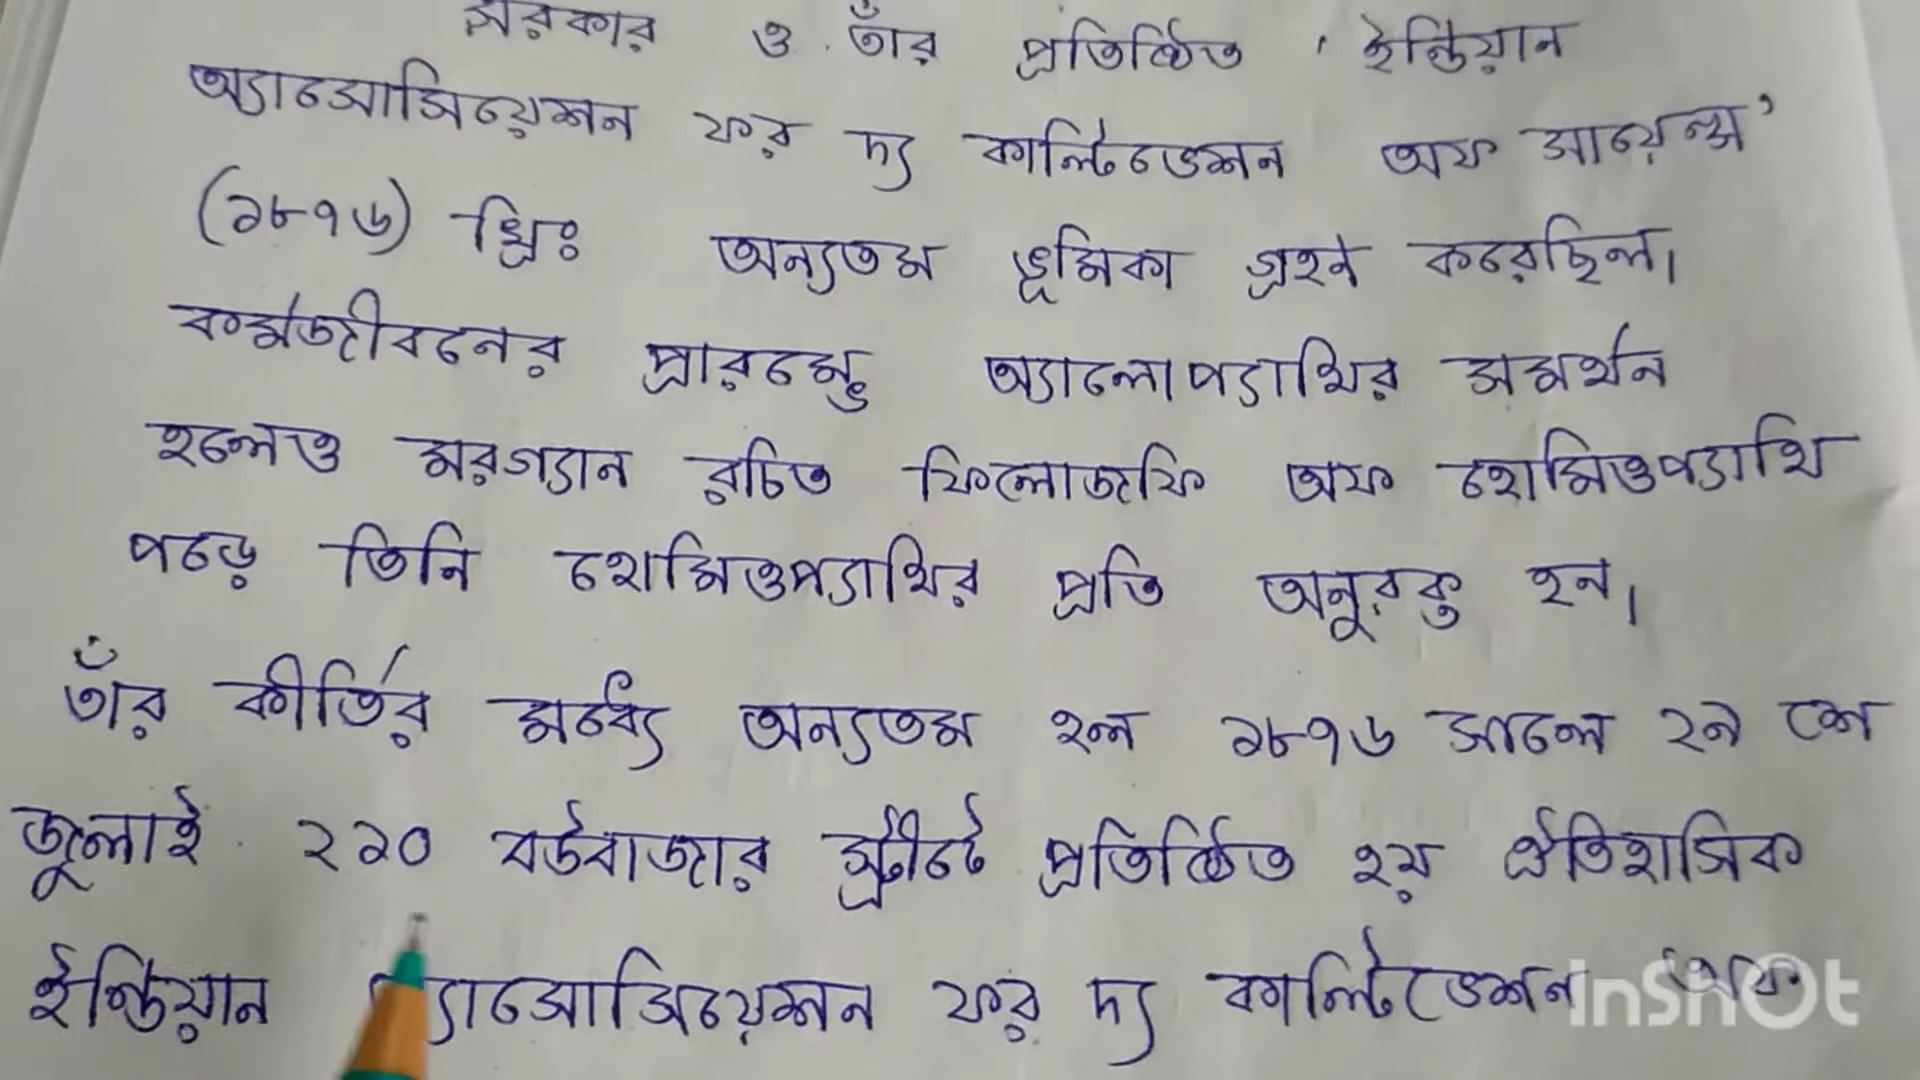 সরকার ও তাঁর প্রতিষ্ঠিত 'ইন্ডিয়ান
অ্যাসোসিয়েশন ফর দ্য কাল্টিভেশন অফ সায়েন্স'
(১৮৭৬) খ্রিঃ অন্যতম ভূমিকা গ্রহন করেছিল।
কর্মজীবনের প্রারম্ভে অ্যালোপ্যাথির সমর্থন
হলেও মরগ্যান রচিত ফিলোজফি অফ হোমিওপ্যাথি
পড়ে তিনি হোমিওপ্যাথির প্রতি অনুরক্ত হন।
তাঁর কীর্তির মধ্যে অন্যতম হল ১৮৭৬ সালে ২৯ শে
জুলাই ২১০ বউবাজার স্ট্রীটে প্রতিষ্ঠিত হয় ঐতিহাসিক
ইন্ডিয়ান অ্যাসোসিয়েশন ফর দ্য কাল্টিভেশন অফ
InShOt